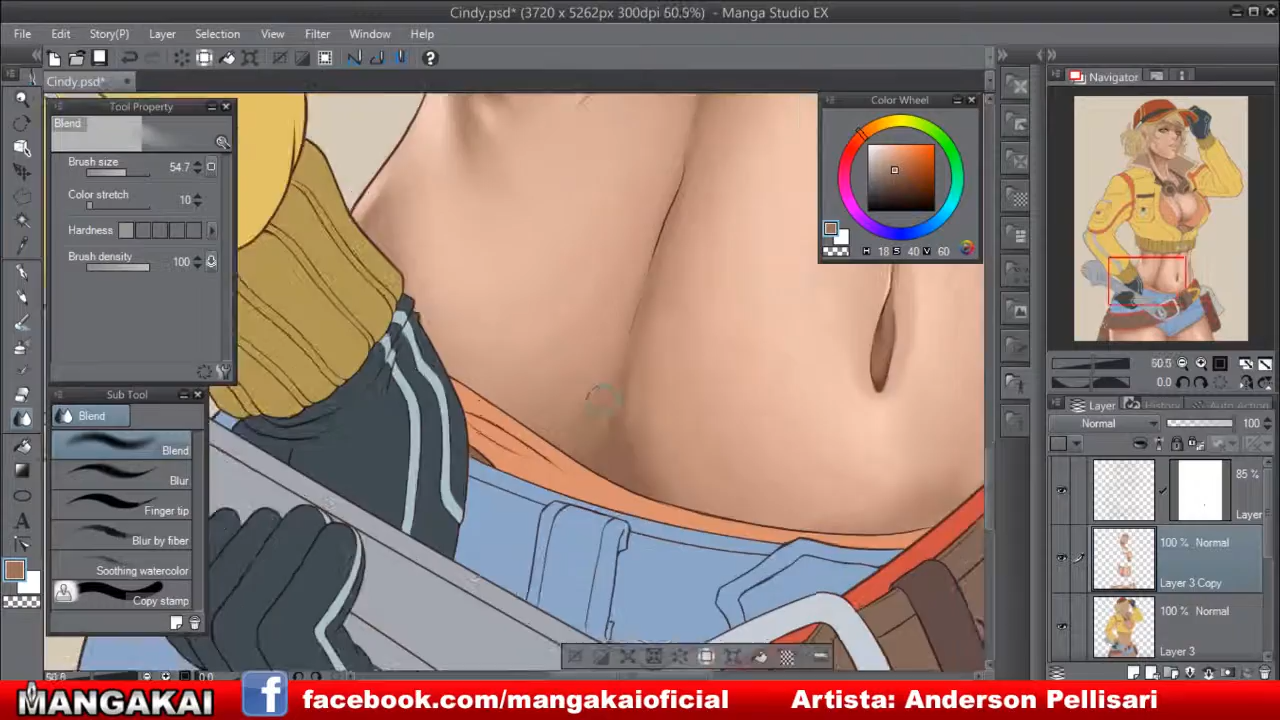 Cindy.psd* (3720 x 5262px 300dpi 60.5%) - Manga Studio EX
File Edit Story(P) Layer Selection View Filter Window Help
Cindy.psd*
Tool Property
Blend
Brush size 54.7
Color stretch 10
Hardness
Brush density 100
Sub Tool
Blend
Blend
Blur
Finger tip
Blur by fiber
Soothing watercolor
Copy stamp
Color Wheel
H 18 S 40 V 60
Navigator
60.5
0.0
Layer History Auto Action
Normal 100
85 %
Layer
100 % Normal
Layer 3 Copy
100 % Normal
Layer 3
MANGAKAI facebook.com/mangakaioficial Artista: Anderson Pellisari